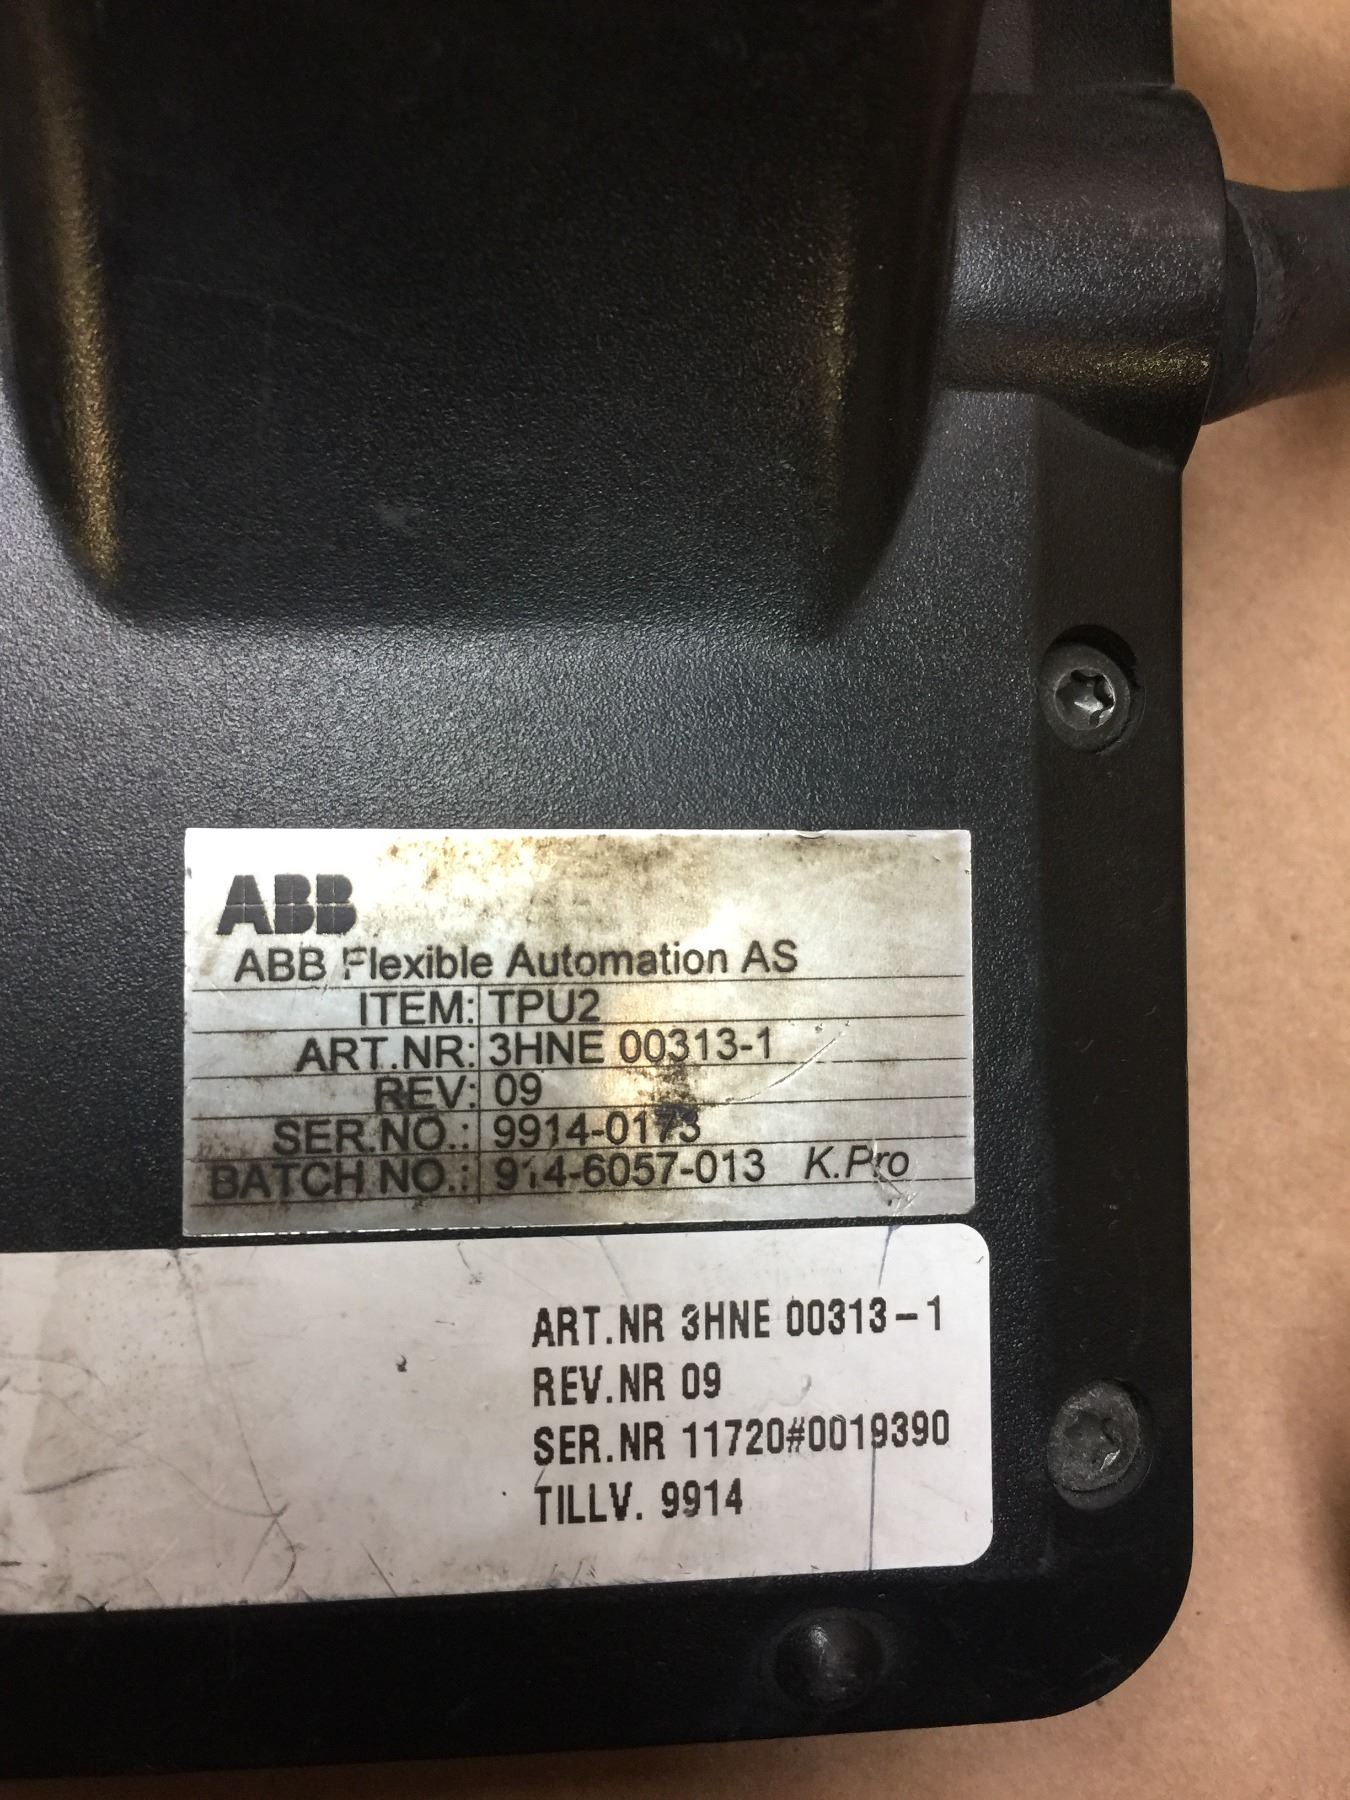 ABB
ABB Flexible Automation AS
ITEM: TPU2
ART.NR: 3HNE 00313-1
REV: 09
SER.NO.: 9914-0173
BATCH NO.: 914-6057-013 K.Pro
ART.NR 3HNE 00313-1
REV.NR 09
SER.NR 11720#0019390
TILLV. 9914